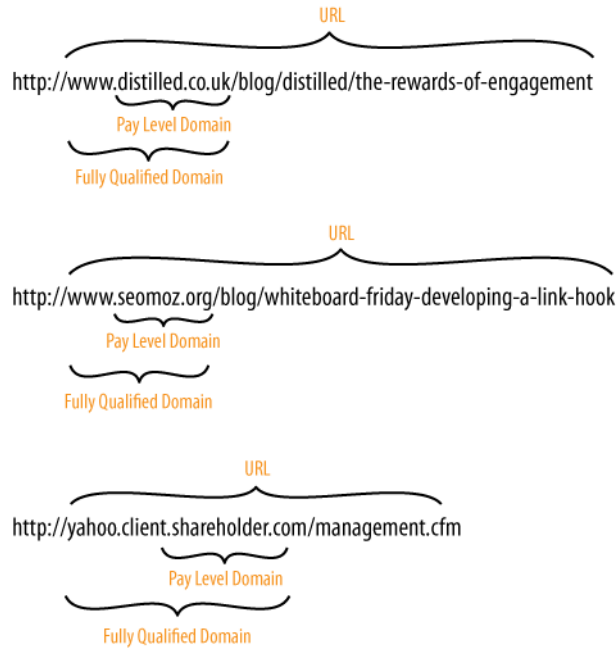 URL
http://www.distilled.co.uk/blog/distilled/the-rewards-of-engagement
Pay Level Domain
Fully Qualified Domain
URL
http://www.seomoz.org/blog/whiteboard-friday-developing-a-link-hook
Pay Level Domain
Fully Qualified Domain
URL
http://yahoo.client.shareholder.com/management.cfm
Pay Level Domain
Fully Qualified Domain